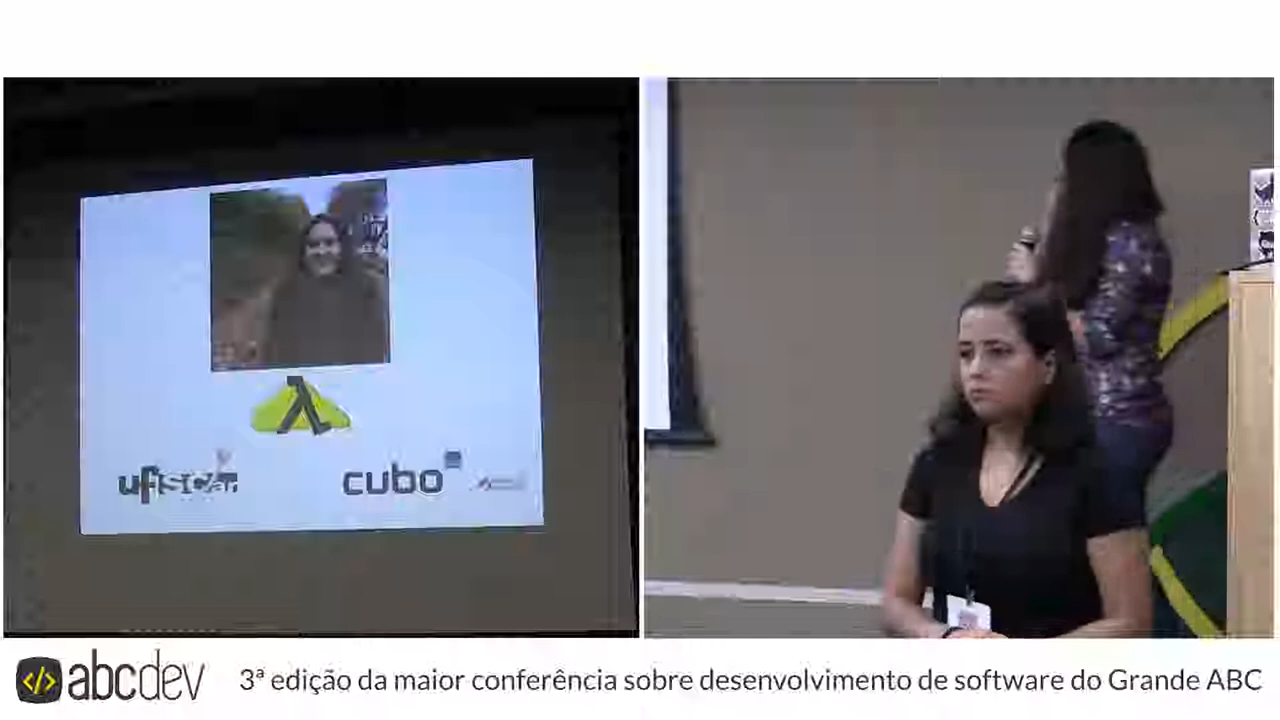 ufscar
cubo
</> abcdev
3ª edição da maior conferência sobre desenvolvimento de software do Grande ABC